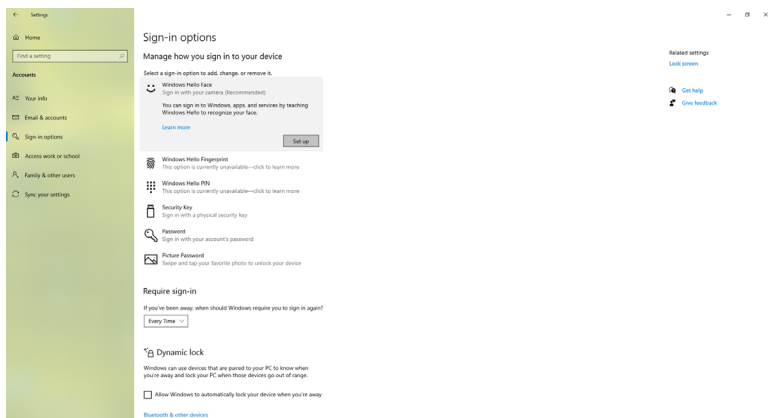 Settings
Home
Find a setting
Accounts
Your info
Email & accounts
Sign-in options
Access work or school
Family & other users
Sync your settings
Sign-in options
Manage how you sign in to your device
Select a sign-in option to add, change, or remove it.
Windows Hello Face
Sign in with your camera (Recommended)
You can sign in to Windows, apps, and services by teaching
Windows Hello to recognize your face.
Learn more
Set up
Windows Hello Fingerprint
This option is currently unavailable—click to learn more
Windows Hello PIN
This option is currently unavailable—click to learn more
Security Key
Sign in with a physical security key
Password
Sign in with your account's password
Picture Password
Swipe and tap your favorite photo to unlock your device
Require sign-in
If you've been away, when should Windows require you to sign in again?
Every Time
Dynamic lock
Windows can use devices that are paired to your PC to know when
you're away and lock your PC when those devices go out of range.
Allow Windows to automatically lock your device when you're away
Bluetooth & other devices
Related settings
Lock screen
Get help
Give feedback